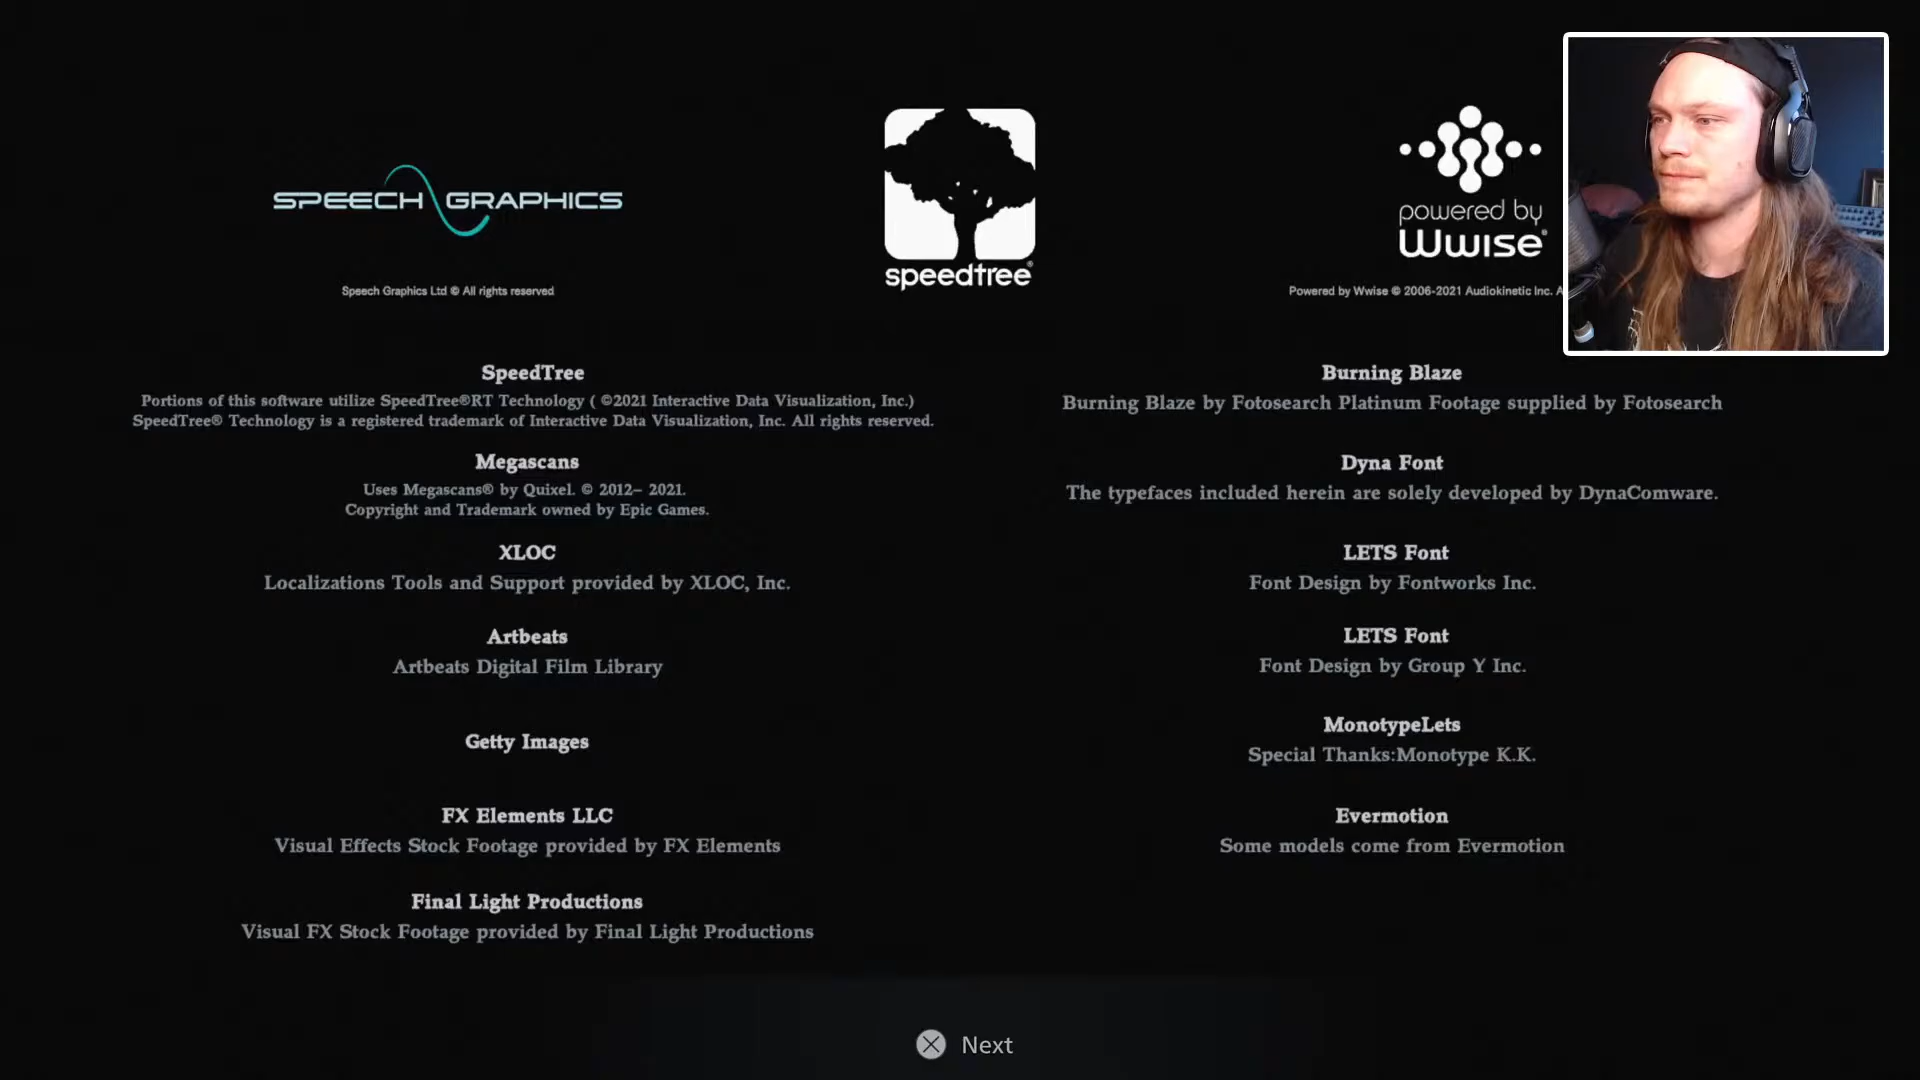 SPEECH GRAPHICS
Speech Graphics Ltd © All rights reserved
speedtree®
powered by
Wwise®
Powered by Wwise © 2006-2021 Audiokinetic Inc. A
SpeedTree
Portions of this software utilize SpeedTree®RT Technology ( ©2021 Interactive Data Visualization, Inc.)
SpeedTree® Technology is a registered trademark of Interactive Data Visualization, Inc. All rights reserved.
Megascans
Uses Megascans® by Quixel. © 2012– 2021.
Copyright and Trademark owned by Epic Games.
XLOC
Localizations Tools and Support provided by XLOC, Inc.
Artbeats
Artbeats Digital Film Library
Getty Images
FX Elements LLC
Visual Effects Stock Footage provided by FX Elements
Final Light Productions
Visual FX Stock Footage provided by Final Light Productions
Burning Blaze
Burning Blaze by Fotosearch Platinum Footage supplied by Fotosearch
Dyna Font
The typefaces included herein are solely developed by DynaComware.
LETS Font
Font Design by Fontworks Inc.
LETS Font
Font Design by Group Y Inc.
MonotypeLets
Special Thanks:Monotype K.K.
Evermotion
Some models come from Evermotion
Next